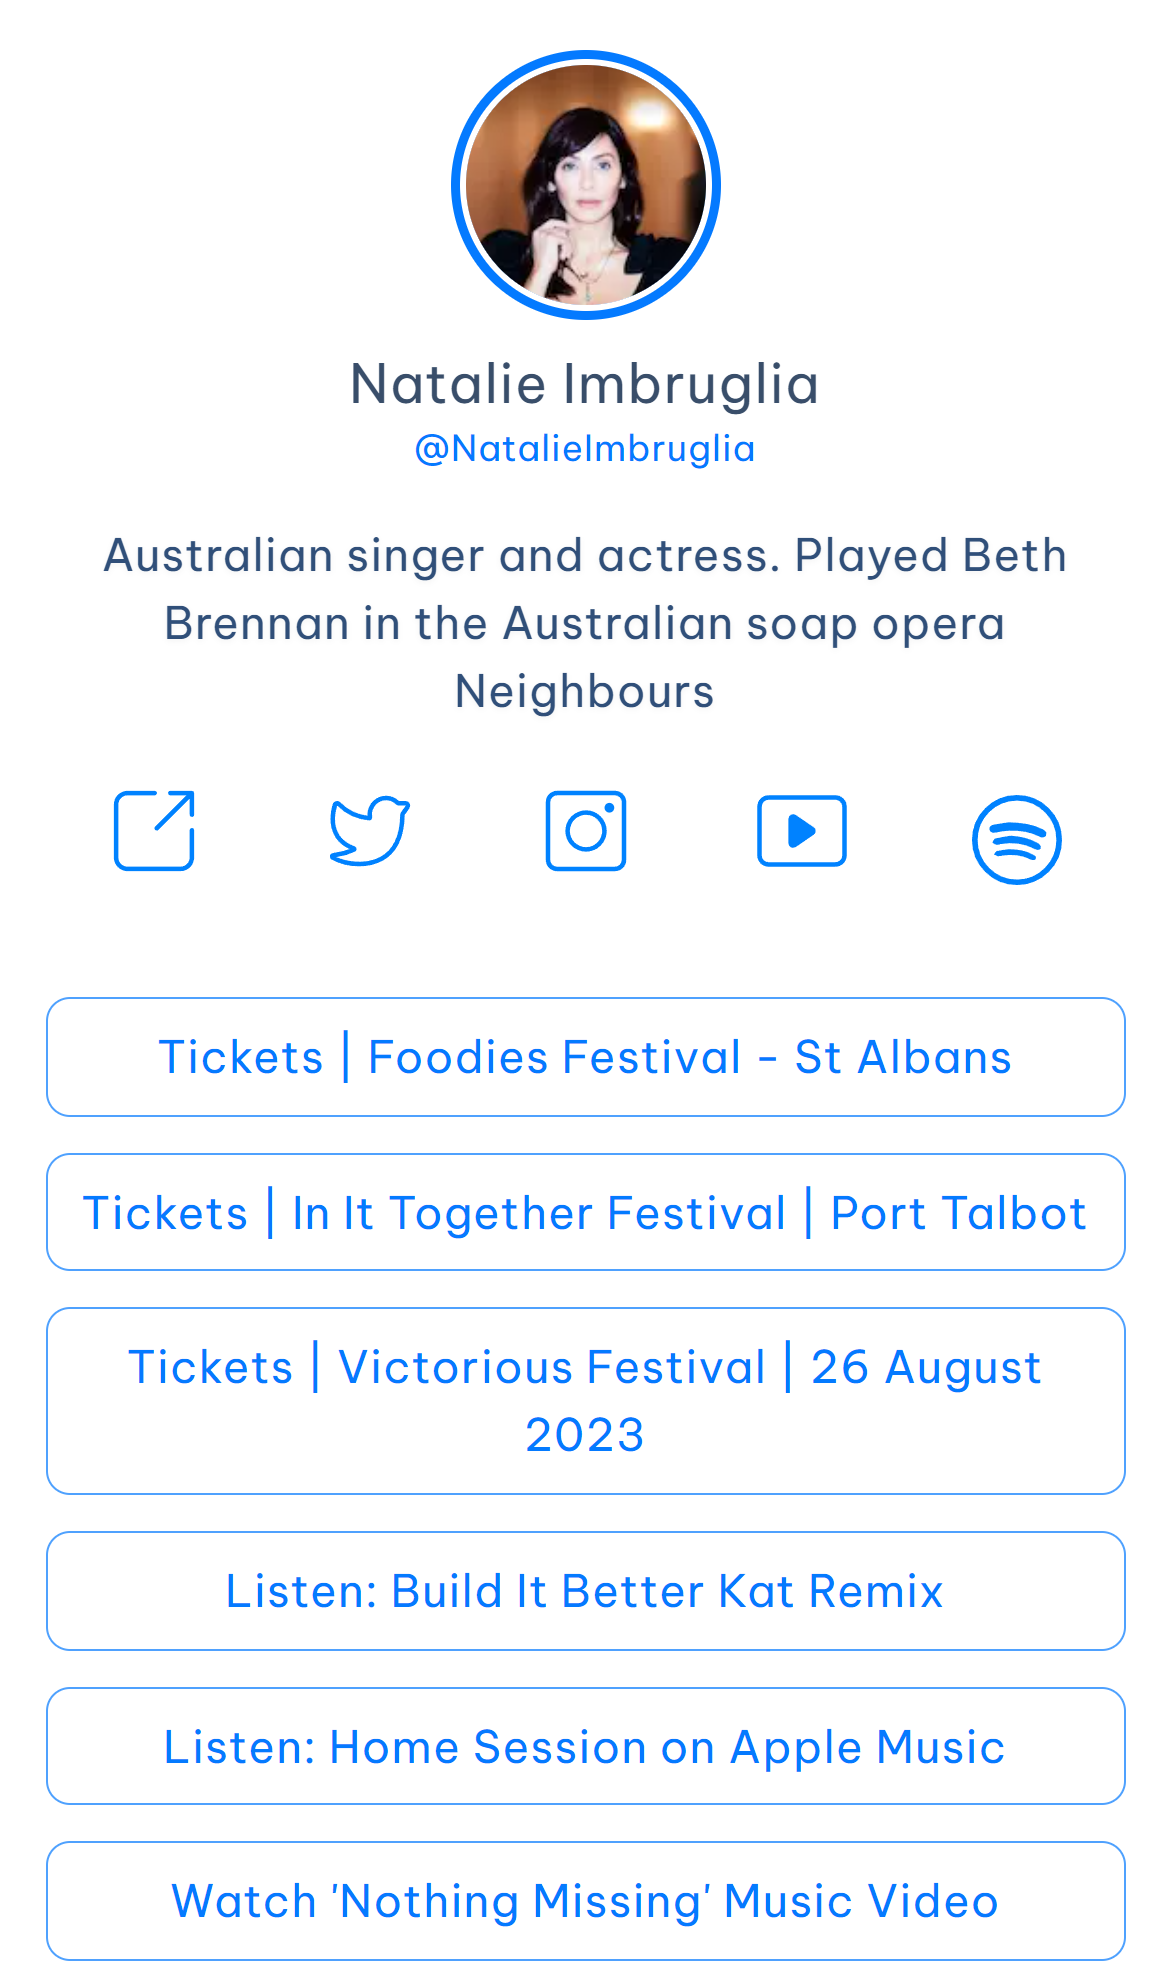 Natalie Imbruglia
@NatalieImbruglia
Australian singer and actress. Played Beth
Brennan in the Australian soap opera
Neighbours
Tickets | Foodies Festival - St Albans
Tickets | In It Together Festival | Port Talbot
Tickets | Victorious Festival | 26 August
2023
Listen: Build It Better Kat Remix
Listen: Home Session on Apple Music
Watch 'Nothing Missing' Music Video